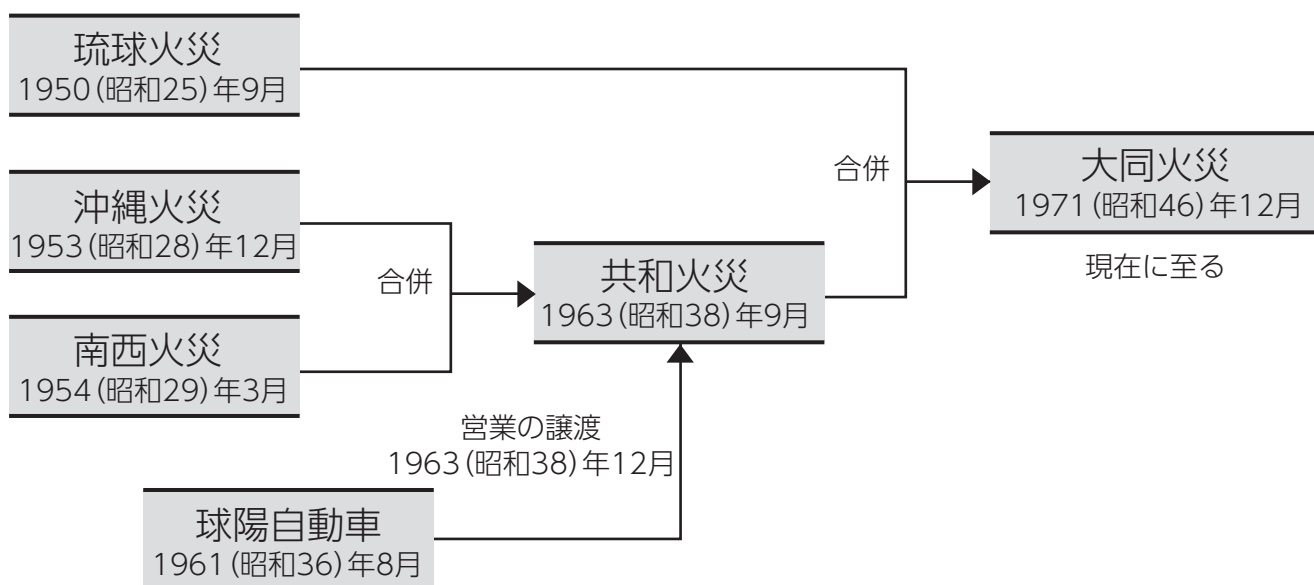 琉球火災
1950(昭和25)年9月
沖縄火災
1953(昭和28)年12月
南西火災
1954(昭和29)年3月
合併
共和火災
1963(昭和38)年9月
営業の譲渡
1963(昭和38)年12月
球陽自動車
1961(昭和36)年8月
合併
大同火災
1971(昭和46)年12月
現在に至る